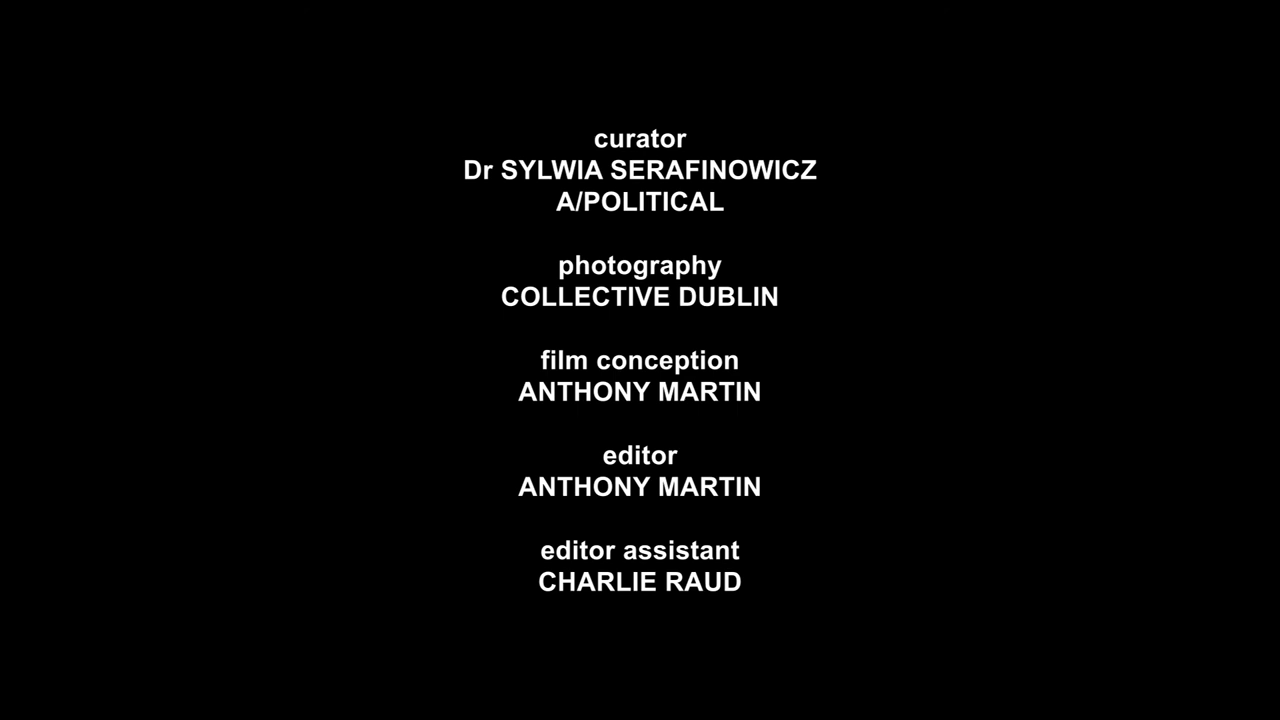 curator
Dr SYLWIA SERAFINOWICZ
A/POLITICAL
photography
COLLECTIVE DUBLIN
film conception
ANTHONY MARTIN
editor
ANTHONY MARTIN
editor assistant
CHARLIE RAUD